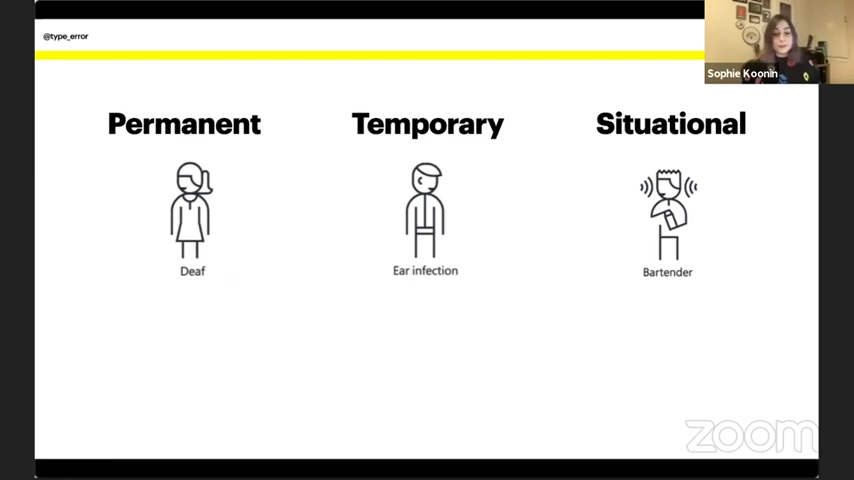 @type_error
Sophie Koonin
Permanent
Temporary
Situational
Deaf
Ear infection
Bartender
zoom